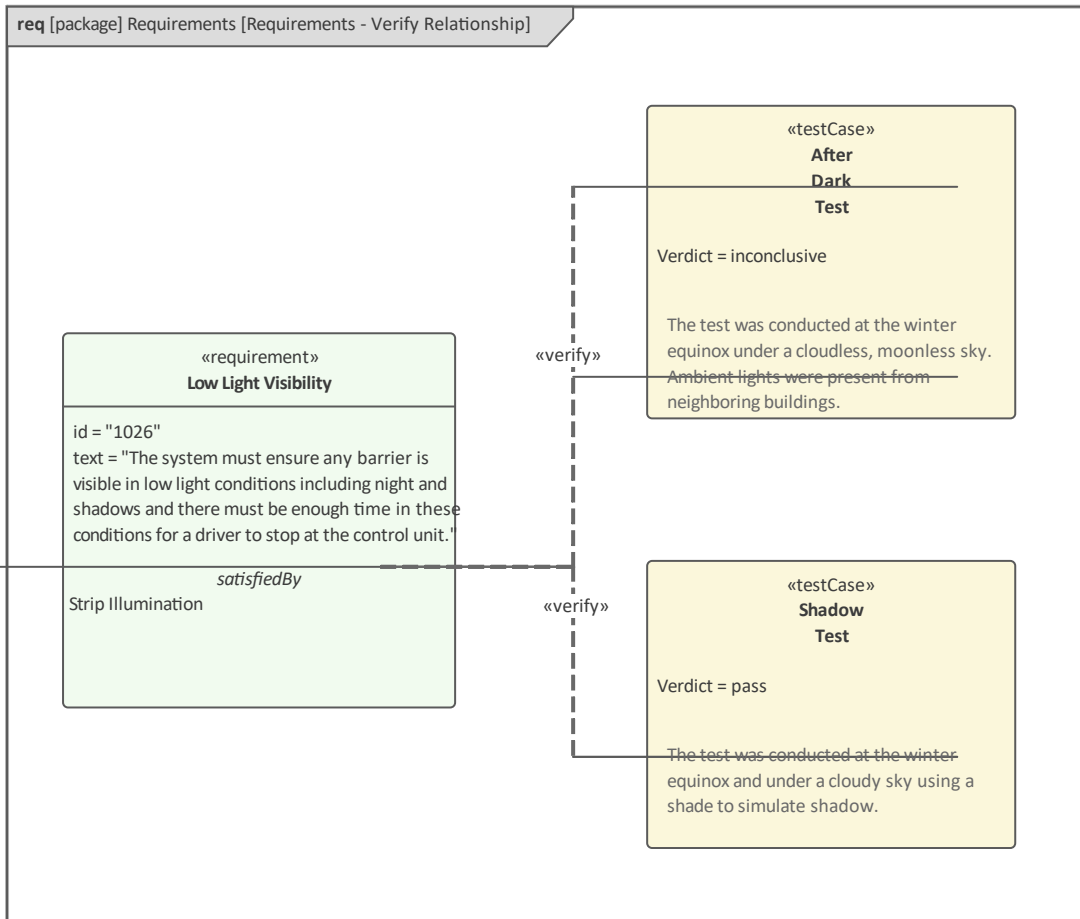 req [package] Requirements [Requirements - Verify Relationship]
«testCase»
After
Dark
Test
Verdict = inconclusive
The test was conducted at the winter
equinox under a cloudless, moonless sky.
Ambient lights were present from
neighboring buildings.
«verify»
«requirement»
Low Light Visibility
id = "1026"
text = "The system must ensure any barrier is
visible in low light conditions including night and
shadows and there must be enough time in these
conditions for a driver to stop at the control unit."
satisfiedBy
Strip Illumination
«verify»
«testCase»
Shadow
Test
Verdict = pass
The test was conducted at the winter
equinox and under a cloudy sky using a
shade to simulate shadow.